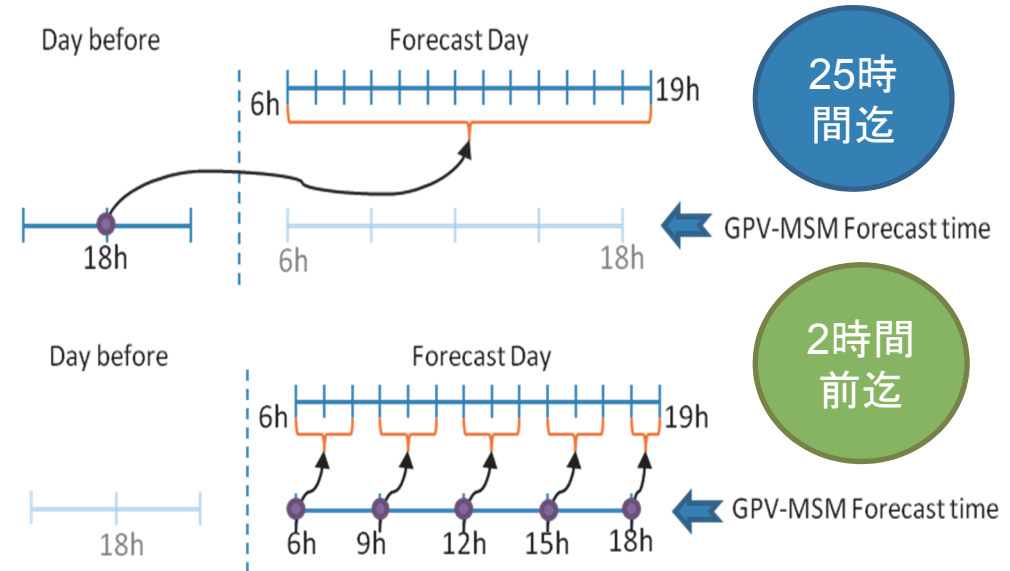 Day before
Forecast Day
6h
19h
25時
間迄
18h
6h
18h
GPV-MSM Forecast time
2時間
前迄
Day before
Forecast Day
6h
19h
18h
6h
9h
12h
15h
18h
GPV-MSM Forecast time